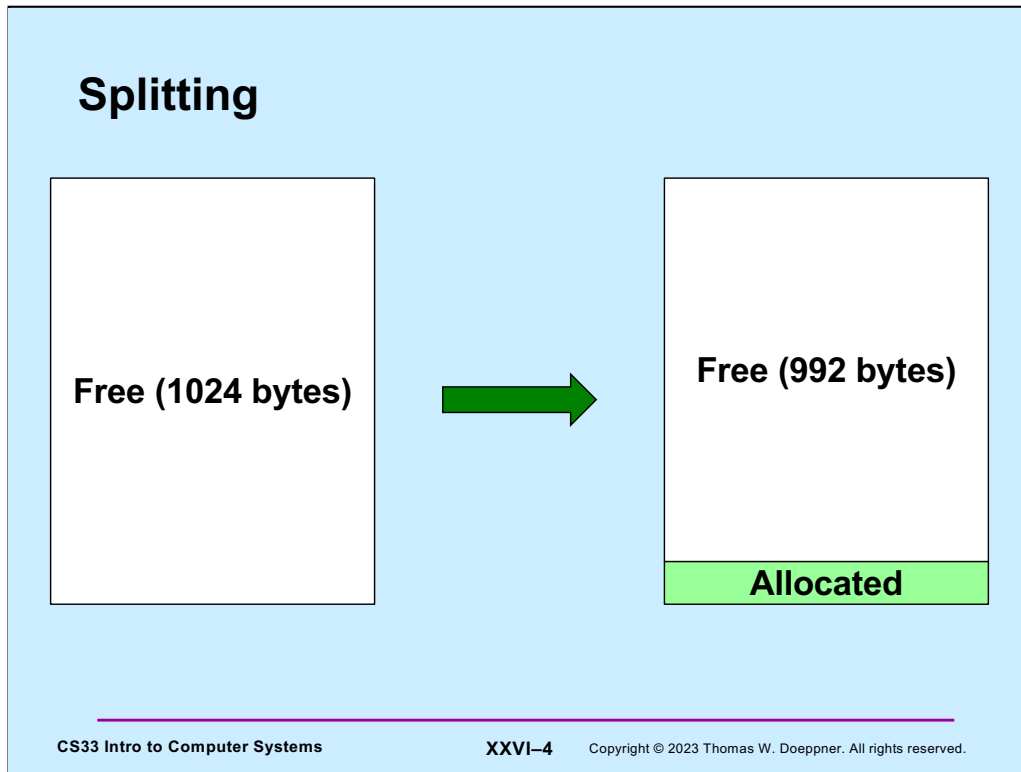 Splitting
Free (1024 bytes)
Free (992 bytes)
Allocated
CS33 Intro to Computer Systems XXVI–4 Copyright © 2023 Thomas W. Doeppner. All rights reserved.